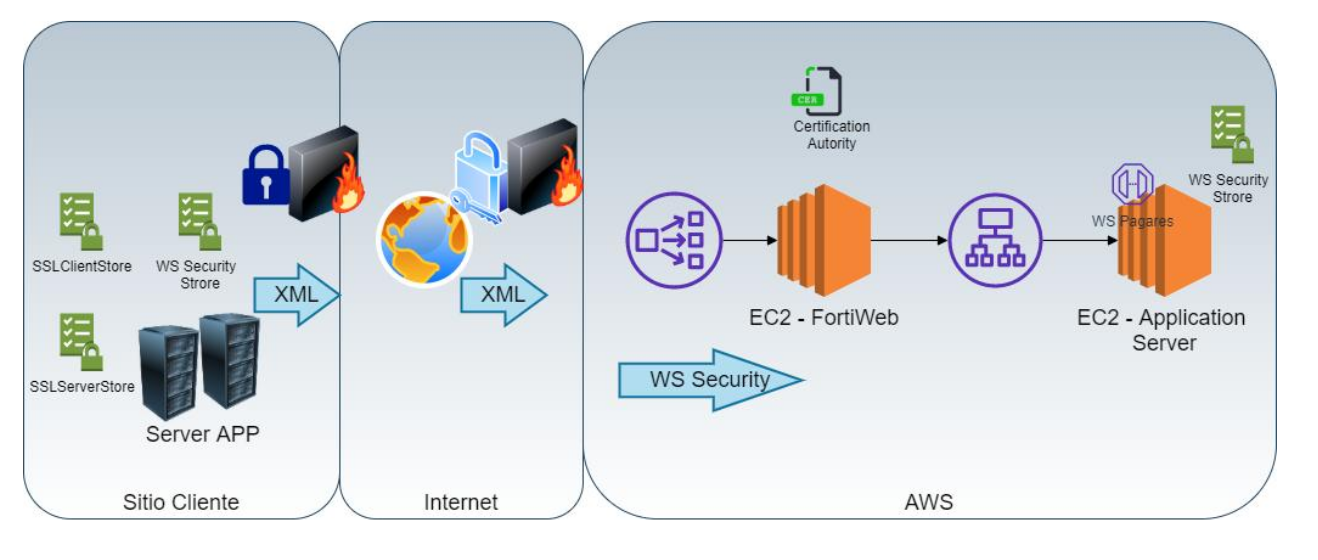 SSLClientStore
WS Security
Strore
SSLServerStore
Server APP
XML
Sitio Cliente
XML
Internet
CER
Certification
Autority
EC2 - FortiWeb
WS Security
WS Pagares
WS Security
Strore
EC2 - Application
Server
AWS